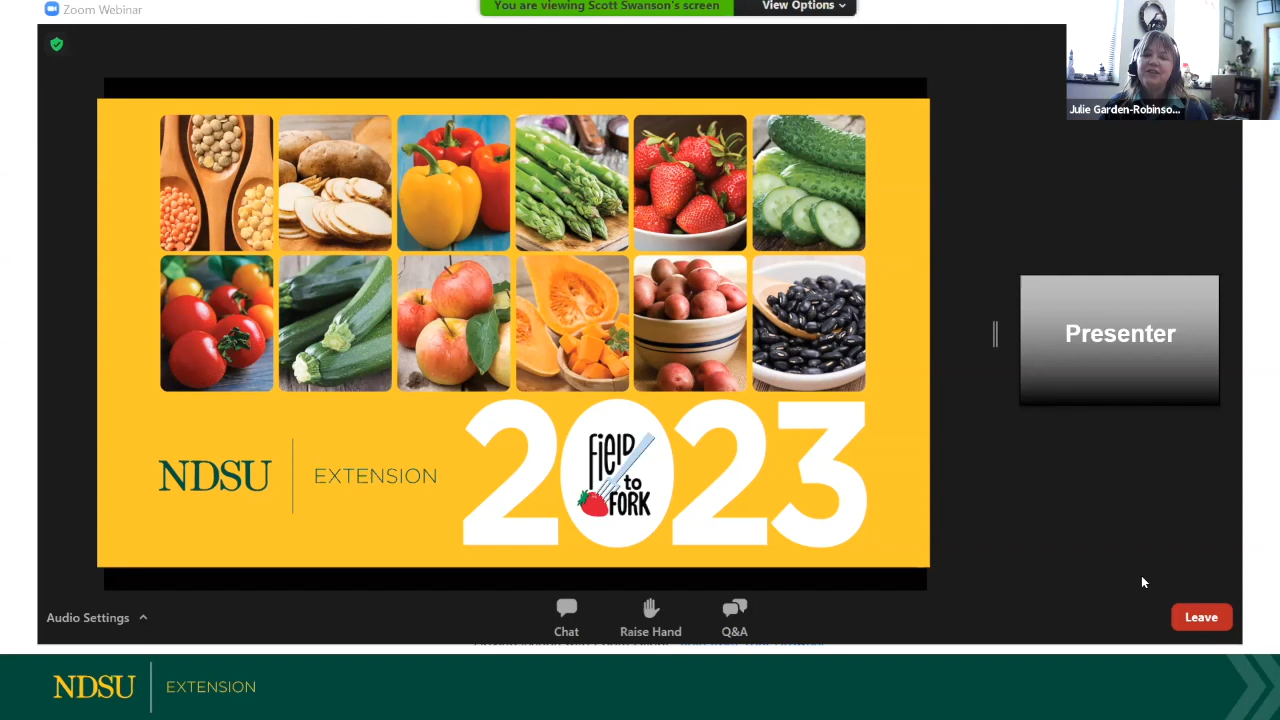 Zoom Webinar
You are viewing Scott Swanson's screen
View Options
Julie Garden-Robinso...
Presenter
2023
Field
to
FORK
NDSU
EXTENSION
Audio Settings
Chat
Raise Hand
Q&A
Leave
NDSU
EXTENSION